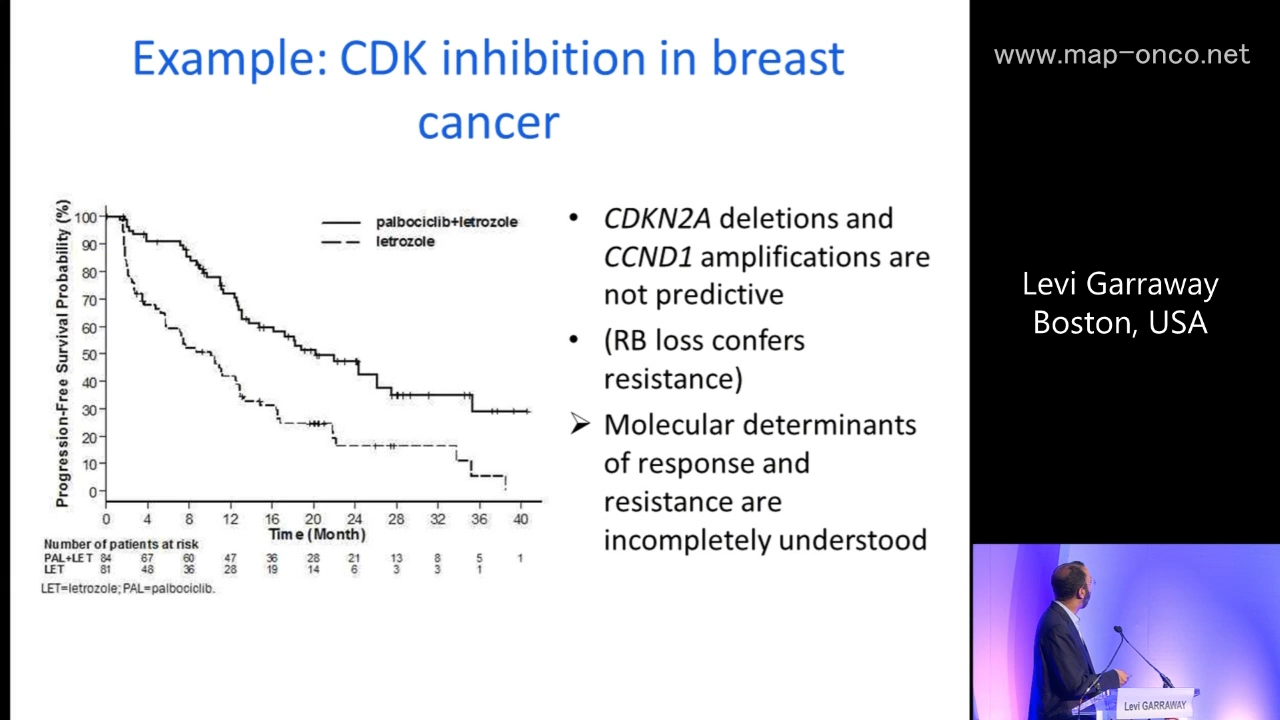 Example: CDK inhibition in breast
cancer
www.map-onco.net
Levi Garraway
Boston, USA
Progression-Free Survival Probability (%)
100
90
80
70
60
50
40
30
20
10
0
palbociclib+letrozole
letrozole
0 4 8 12 16 20 24 28 32 36 40
Time (Month)
Number of patients at risk
PAL+LET 84 67 60 47 36 28 21 13 8 5 1
LET 81 48 36 28 19 14 6 3 3 1
LET=letrozole; PAL=palbociclib.
• CDKN2A deletions and
CCND1 amplifications are
not predictive
• (RB loss confers
resistance)
➢ Molecular determinants
of response and
resistance are
incompletely understood
Levi GARRAWAY